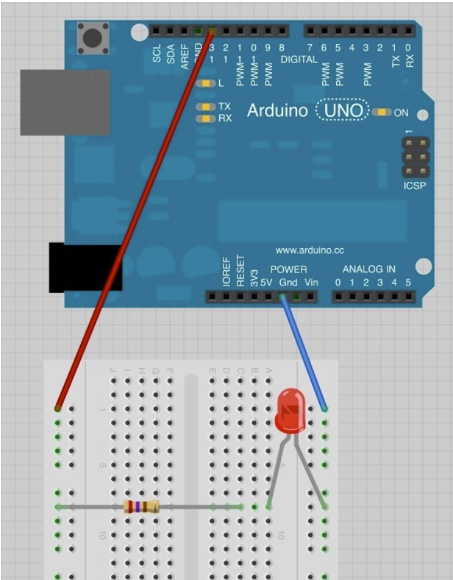 SCL
SDA
AREF
GND
13
12
PWM 11
PWM 10
PWM 9
8
DIGITAL
7
PWM 6
PWM 5
4
PWM 3
2
TX 1
RX 0
L
TX
RX
Arduino UNO
ON
1
ICSP
www.arduino.cc
IOREF
RESET
3V3
5V
Gnd
Vin
POWER
ANALOG IN
0 1 2 3 4 5
J I H G F
E D C B A
1
5
10
10